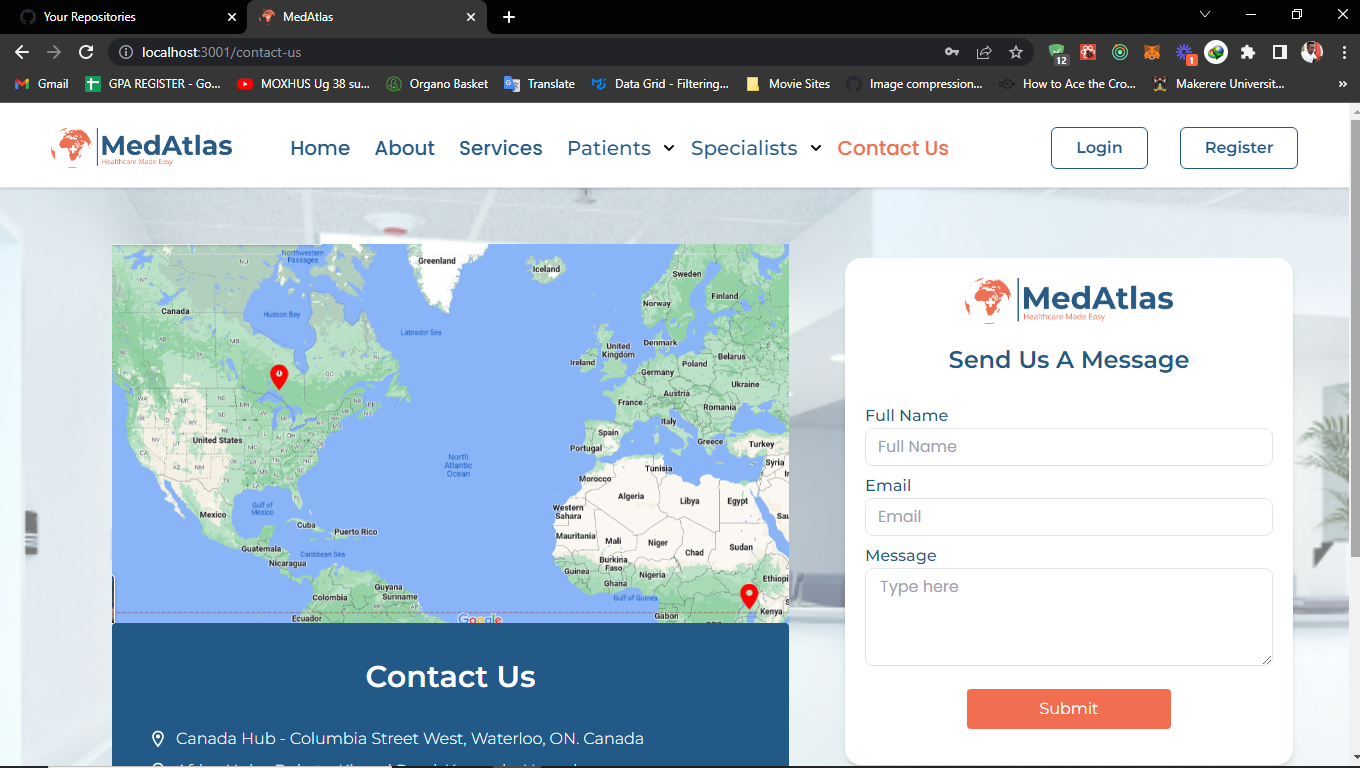 Your Repositories
MedAtlas
localhost:3001/contact-us
12
1
Gmail
GPA REGISTER - Go...
MOXHUS Ug 38 su...
Organo Basket
Translate
Data Grid - Filtering...
Movie Sites
Image compression...
How to Ace the Cro...
Makerere Universit...
»
MedAtlas
Healthcare Made Easy
Home
About
Services
Patients
Specialists
Contact Us
Login
Register
Northwestern
Passages
NJ
Greenland
Iceland
Sweden
Finland
Norway
Canada
Hudson Bay
Labrador Sea
AB
MB
ON
QC
United
Kingdom
Denmark
Ireland
Poland
Belarus
Germany
Ukraine
Austria
France
Romania
Italy
Spain
Greece
Turkey
Portugal
Syria
Tunisia
Morocco
United States
North
Atlantic
Ocean
Algeria
Libya
Egypt
Western
Sahara
Gulf of
Mexico
Mexico
Cuba
Puerto Rico
Mauritania
Mali
Niger
Chad
Sudan
Guatemala
Caribbean Sea
Nicaragua
Burkina
Faso
Guinea
Nigeria
Ghana
Ethiop
Guyana
Suriname
Colombia
Gulf of Guinea
Kenya
Gabon
Ecuador
Google
MedAtlas
Healthcare Made Easy
Send Us A Message
Full Name
Full Name
Email
Email
Message
Type here
Submit
Contact Us
Canada Hub - Columbia Street West, Waterloo, ON. Canada